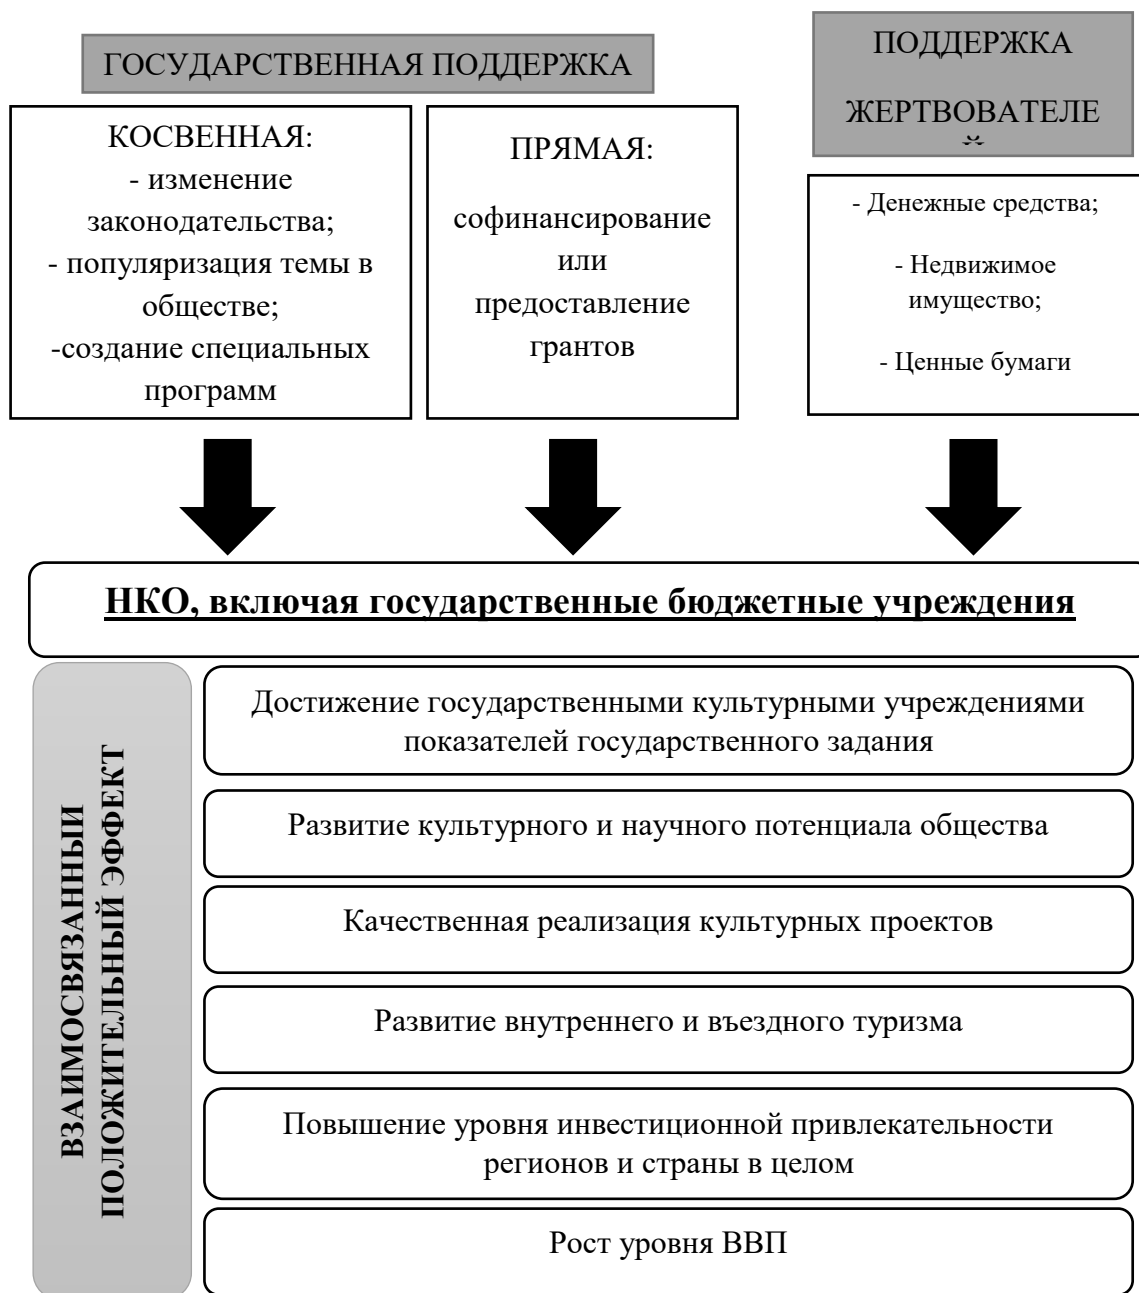 ГОСУДАРСТВЕННАЯ ПОДДЕРЖКА
ПОДДЕРЖКА
ЖЕРТВОВАТЕЛЕ
Й
КОСВЕННАЯ:
- изменение
законодательства;
- популяризация темы в
обществе;
-создание специальных
программ
ПРЯМАЯ:
софинансирование
или
предоставление
грантов
- Денежные средства;
- Недвижимое
имущество;
- Ценные бумаги
НКО, включая государственные бюджетные учреждения
ВЗАИМОСВЯЗАННЫЙ
ПОЛОЖИТЕЛЬНЫЙ ЭФФЕКТ
Достижение государственными культурными учреждениями
показателей государственного задания
Развитие культурного и научного потенциала общества
Качественная реализация культурных проектов
Развитие внутреннего и въездного туризма
Повышение уровня инвестиционной привлекательности
регионов и страны в целом
Рост уровня ВВП